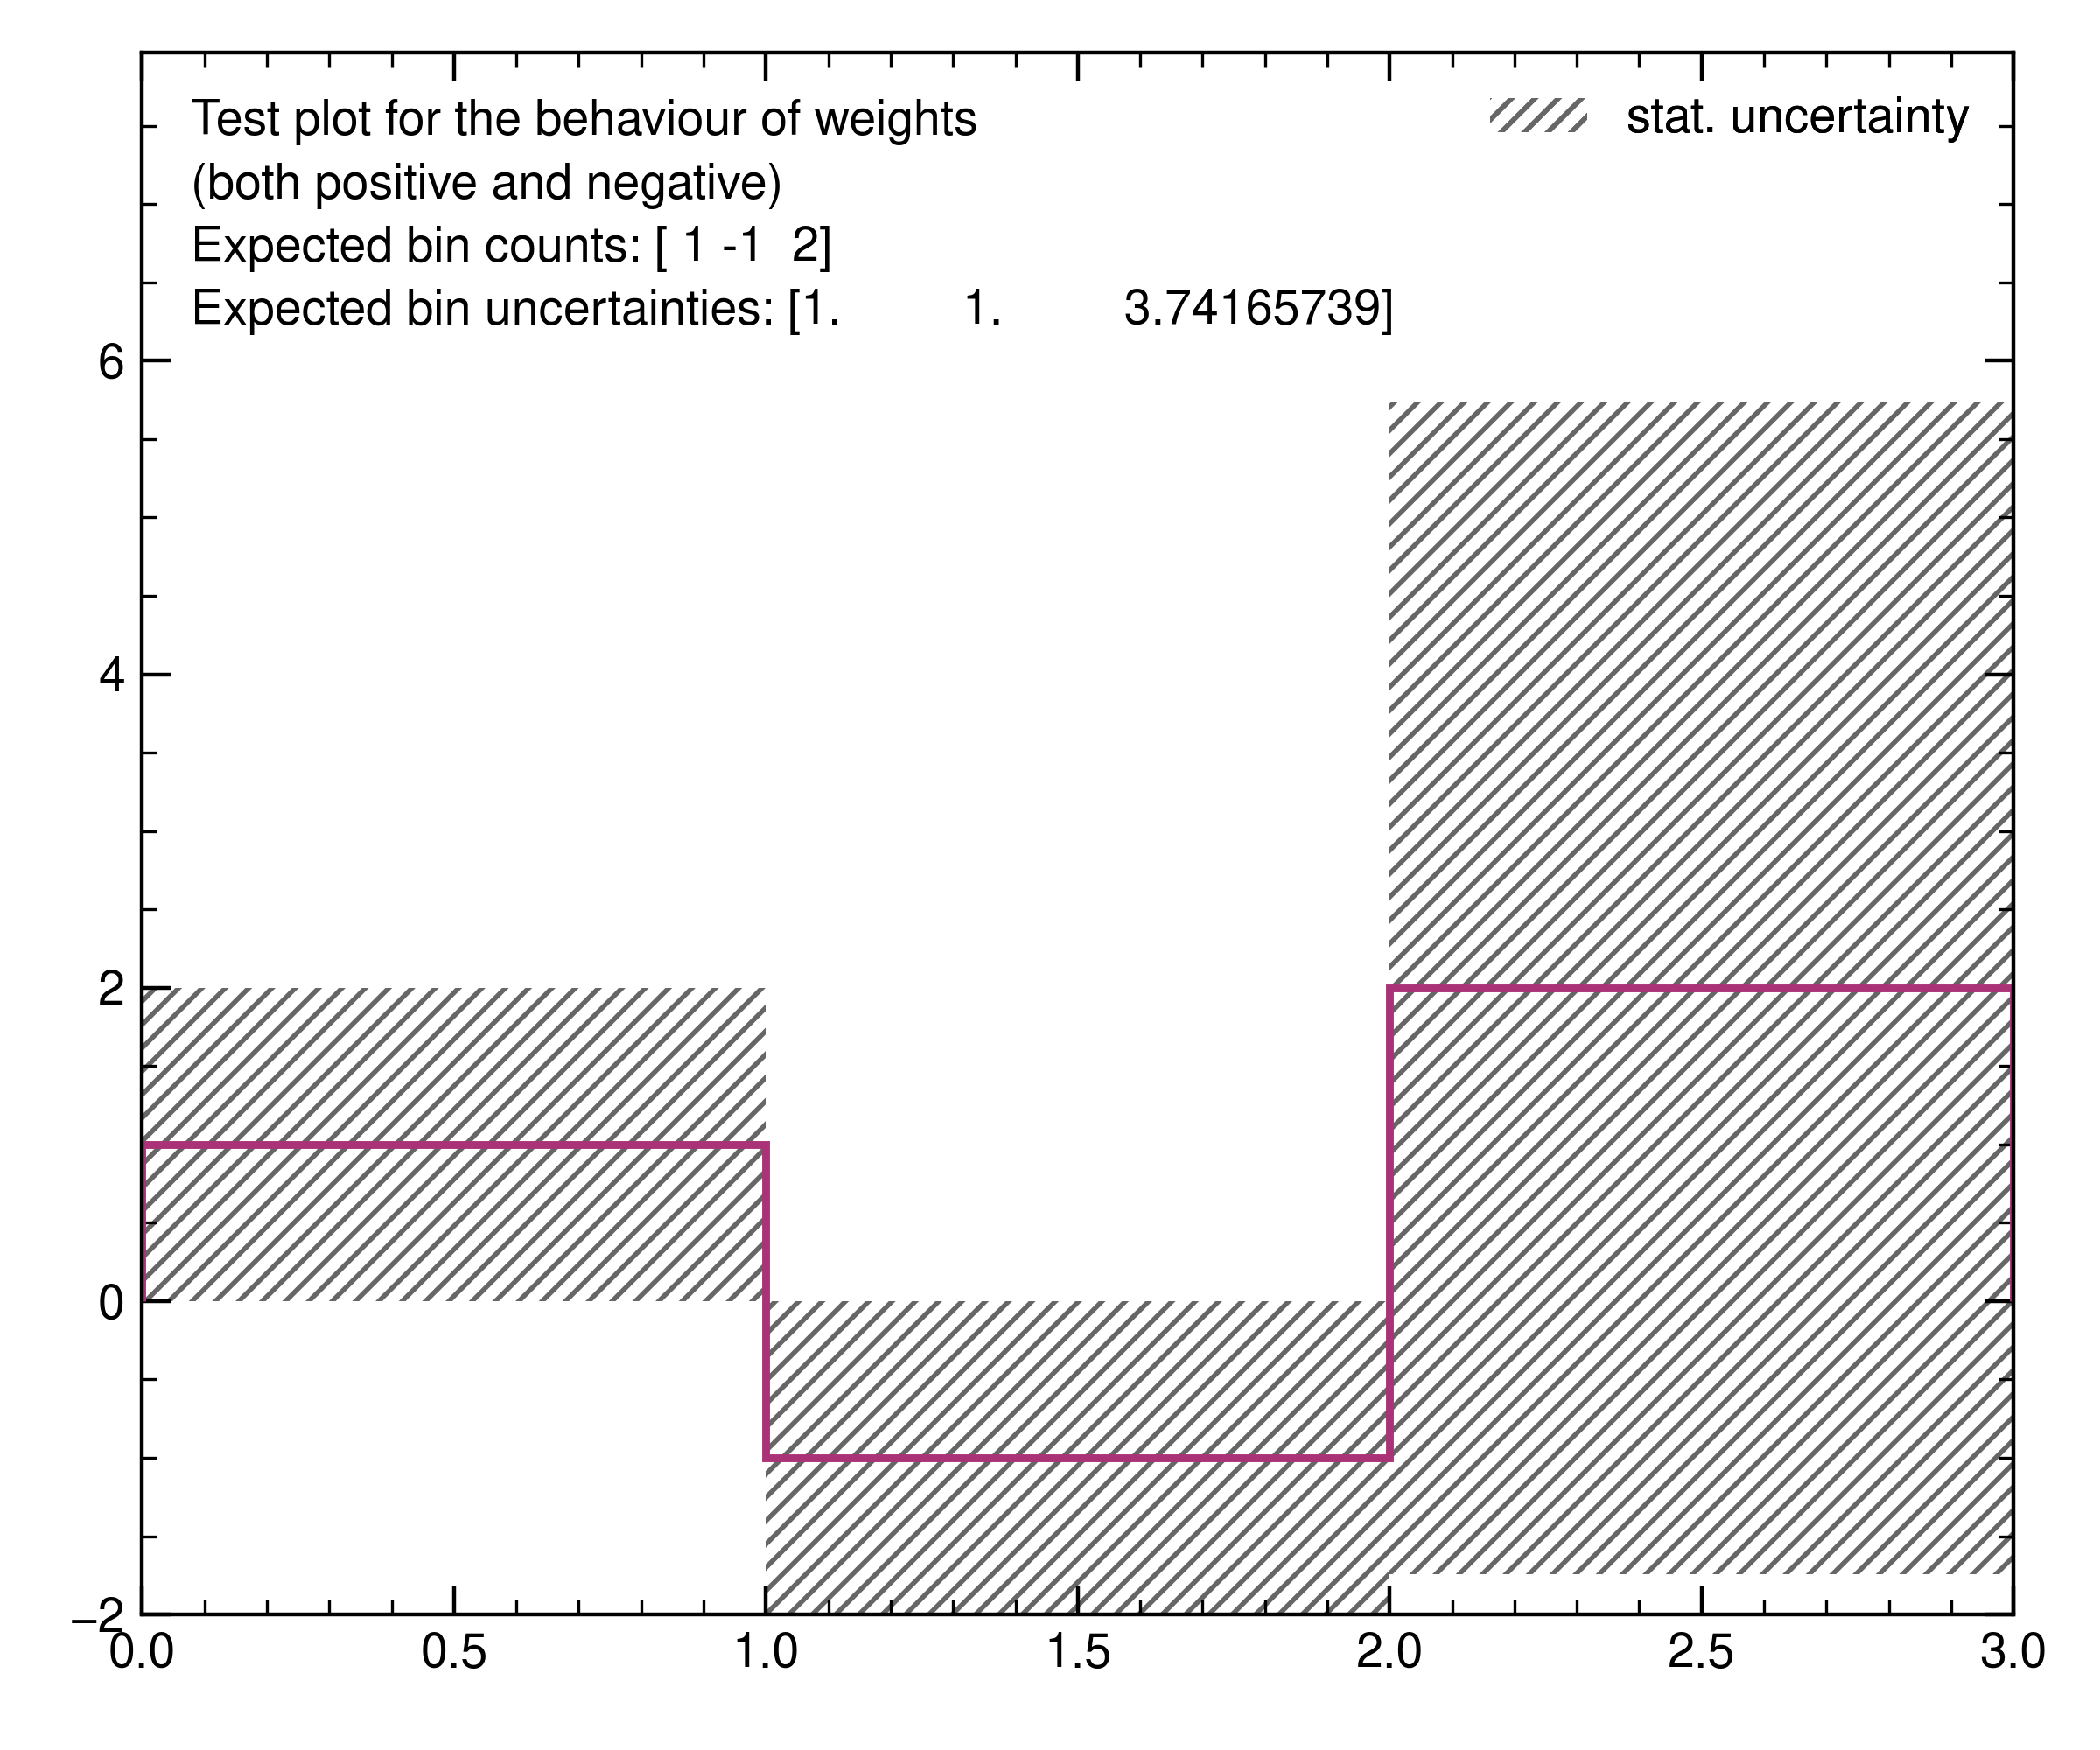 Test plot for the behaviour of weights
(both positive and negative)
Expected bin counts: [ 1 -1  2]
Expected bin uncertainties: [1.         1.         3.74165739]
stat. uncertainty
6
4
2
0
−2
0.0 0.5 1.0 1.5 2.0 2.5 3.0